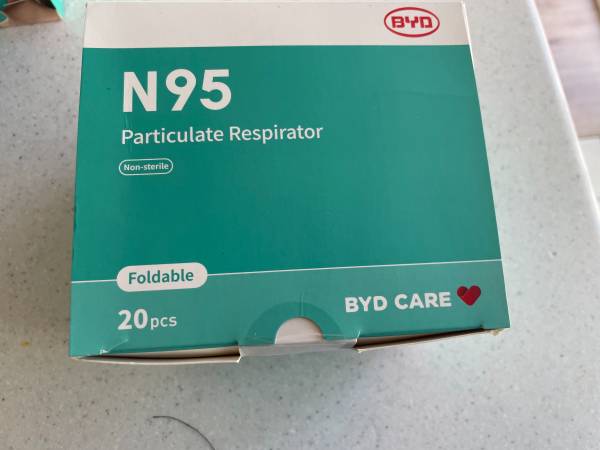 BYD
N95
Particulate Respirator
Non-sterile
Foldable
20pcs
BYD CARE